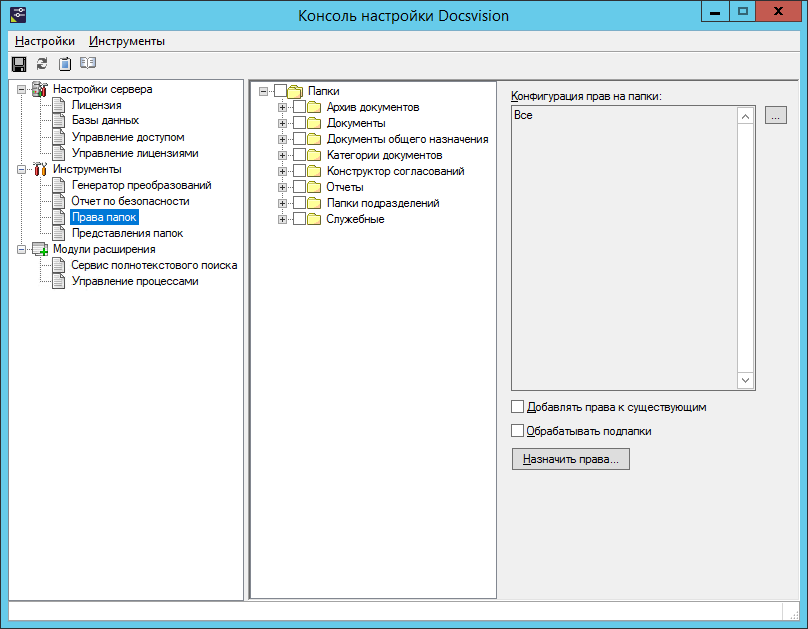 Консоль настройки Docsvision
Настройки Инструменты
Настройки сервера
Лицензия
Базы данных
Управление доступом
Управление лицензиями
Инструменты
Генератор преобразований
Отчет по безопасности
Права папок
Представления папок
Модули расширения
Сервис полнотекстового поиска
Управление процессами
Папки
Архив документов
Документы
Документы общего назначения
Категории документов
Конструктор согласований
Отчеты
Папки подразделений
Служебные
Конфигурация прав на папки:
Все
...
Добавлять права к существующим
Обрабатывать подпапки
Назначить права...